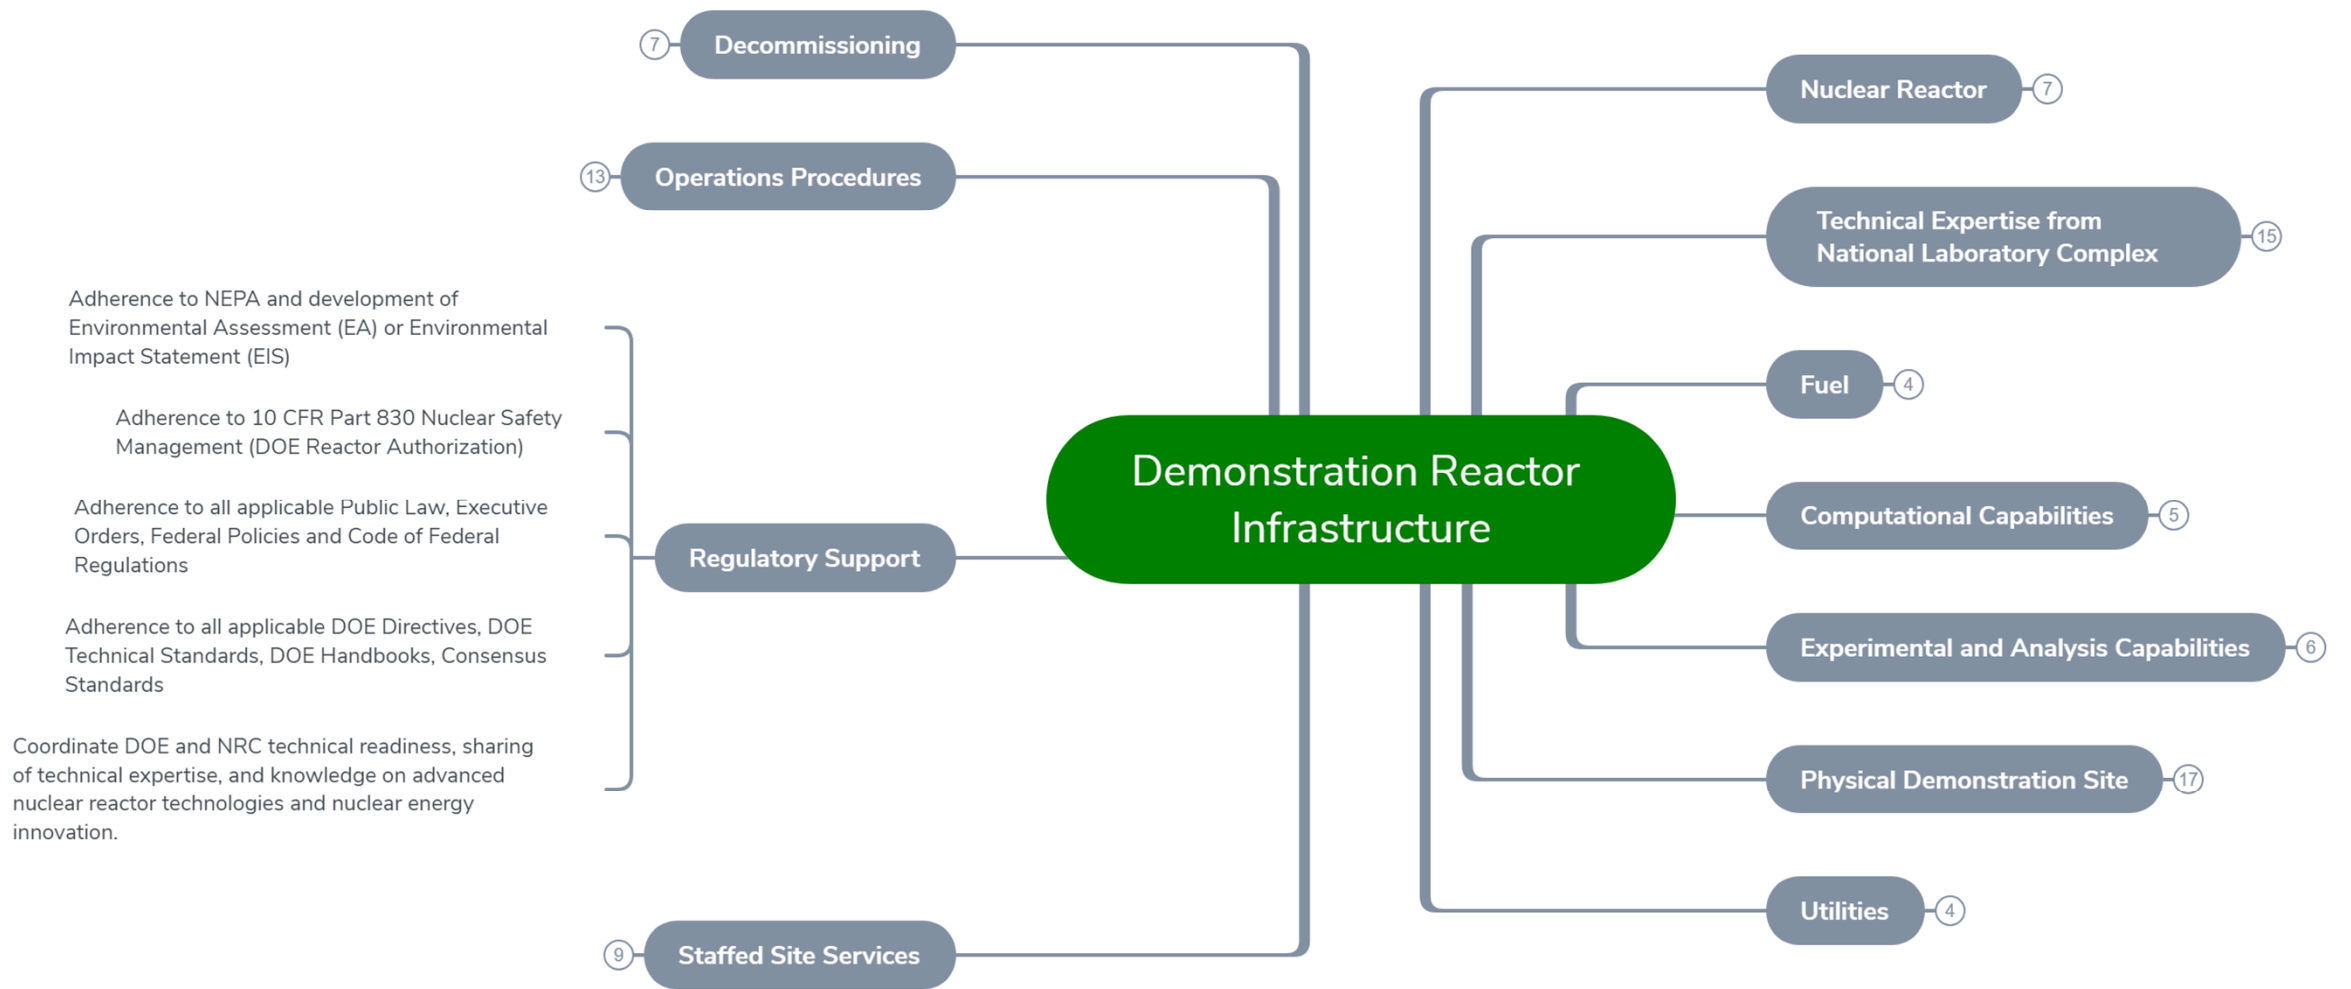 Decommissioning
7
Operations Procedures
13
Adherence to NEPA and development of
Environmental Assessment (EA) or Environmental
Impact Statement (EIS)
Adherence to 10 CFR Part 830 Nuclear Safety
Management (DOE Reactor Authorization)
Adherence to all applicable Public Law, Executive
Orders, Federal Policies and Code of Federal
Regulations
Adherence to all applicable DOE Directives, DOE
Technical Standards, DOE Handbooks, Consensus
Standards
Coordinate DOE and NRC technical readiness, sharing
of technical expertise, and knowledge on advanced
nuclear reactor technologies and nuclear energy
innovation.
Regulatory Support
9
Staffed Site Services
Demonstration Reactor
Infrastructure
Nuclear Reactor
7
Technical Expertise from
National Laboratory Complex
15
Fuel
4
Computational Capabilities
5
Experimental and Analysis Capabilities
6
Physical Demonstration Site
17
Utilities
4